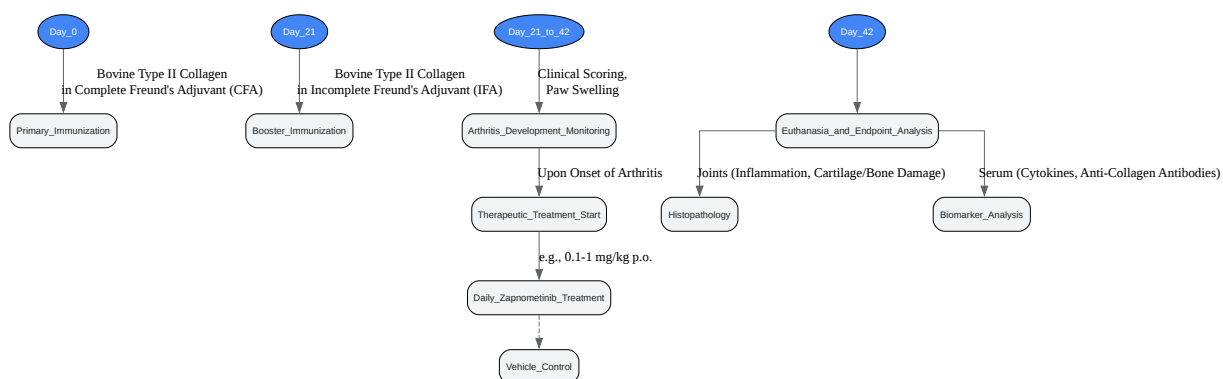 Day_0
Day_21
Day_21_to_42
Day_42
Bovine Type II Collagen
in Complete Freund's Adjuvant (CFA)
Bovine Type II Collagen
in Incomplete Freund's Adjuvant (IFA)
Clinical Scoring,
Paw Swelling
Primary_Immunization
Booster_Immunization
Arthritis_Development_Monitoring
Euthanasia_and_Endpoint_Analysis
Upon Onset of Arthritis
Joints (Inflammation, Cartilage/Bone Damage)
Serum (Cytokines, Anti-Collagen Antibodies)
Therapeutic_Treatment_Start
Histopathology
Biomarker_Analysis
e.g., 0.1-1 mg/kg p.o.
Daily_Zapnometinib_Treatment
Vehicle_Control